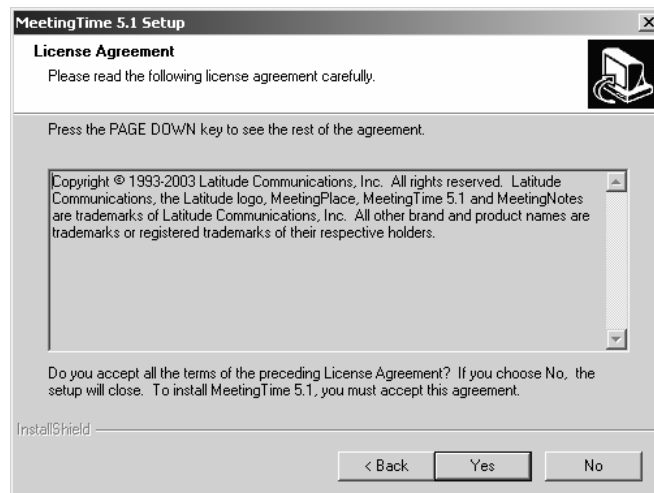 MeetingTime 5.1 Setup
License Agreement
Please read the following license agreement carefully.
Press the PAGE DOWN key to see the rest of the agreement.
Copyright © 1993-2003 Latitude Communications, Inc.  All rights reserved.  Latitude
Communications, the Latitude logo, MeetingPlace, MeetingTime 5.1 and MeetingNotes
are trademarks of Latitude Communications, Inc.  All other brand and product names are
trademarks or registered trademarks of their respective holders.
Do you accept all the terms of the preceding License Agreement?  If you choose No,  the
setup will close.  To install MeetingTime 5.1, you must accept this agreement.
InstallShield
< Back
Yes
No